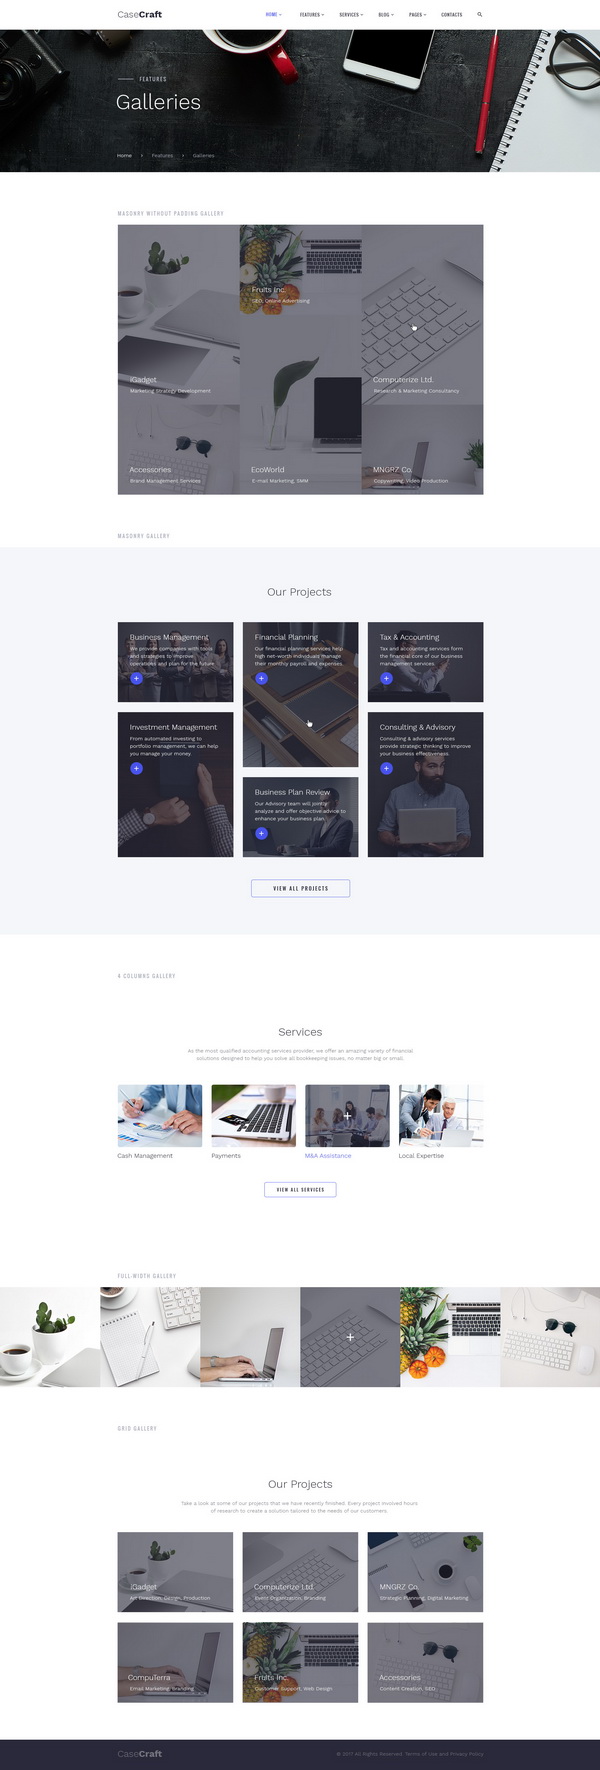 CaseCraft
HOME FEATURES SERVICES BLOG PAGES CONTACTS
FEATURES
Galleries
Home Features Galleries
MASONRY WITHOUT PADDING GALLERY
Fruits Inc.
SEO, Online Advertising
iGadget
Marketing Strategy Development
Computerize Ltd.
Research & Marketing Consultancy
Accessories
Brand Management Services
EcoWorld
E-mail Marketing, SMM
MNGRZ Co.
Copywriting, Video Production
MASONRY GALLERY
Our Projects
Business Management
We provide companies with tools
and strategies to improve
operations and plan for the future.
Financial Planning
Our financial planning services help
high net-worth individuals manage
their monthly payroll and expenses.
Tax & Accounting
Tax and accounting services form
the financial core of our business
management services.
Investment Management
From automated investing to
portfolio management, we can help
you manage your money.
Consulting & Advisory
Consulting & advisory services
provide strategic thinking to improve
your business effectiveness.
Business Plan Review
Our Advisory team will jointly
analyze and offer objective advice to
enhance your business plan.
VIEW ALL PROJECTS
4 COLUMNS GALLERY
Services
As the most qualified accounting services provider, we offer an amazing variety of financial
solutions designed to help you solve all bookkeeping issues, no matter big or small.
Cash Management
Payments
M&A Assistance
Local Expertise
VIEW ALL SERVICES
FULL-WIDTH GALLERY
GRID GALLERY
Our Projects
Take a look at some of our projects that we have recently finished. Every project involved hours
of research to create a solution tailored to the needs of our customers.
iGadget
Art Direction, Design, Production
Computerize Ltd.
Event Organization, Branding
MNGRZ Co.
Strategic Planning, Digital Marketing
CompuTerra
Email Marketing, Branding
Fruits Inc.
Customer Support, Web Design
Accessories
Content Creation, SEO
CaseCraft
© 2017 All Rights Reserved Terms of Use and Privacy Policy